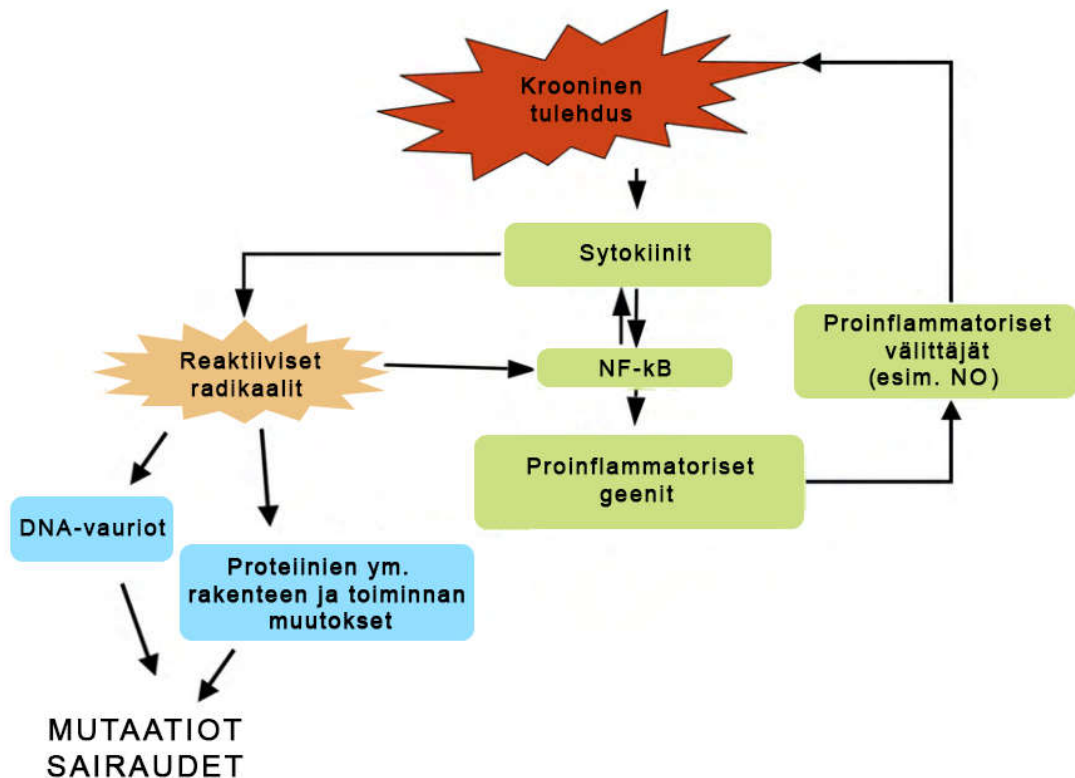 Krooninen
tulehdus
Sytokiinit
Reaktiiviset
radikaalit
NF-kB
Proinflammatoriset
välittäjät
(esim. NO)
Proinflammatoriset
geenit
DNA-vauriot
Proteiinien ym.
rakenteen ja toiminnan
muutokset
MUTAATIOT
SAIRAUDET